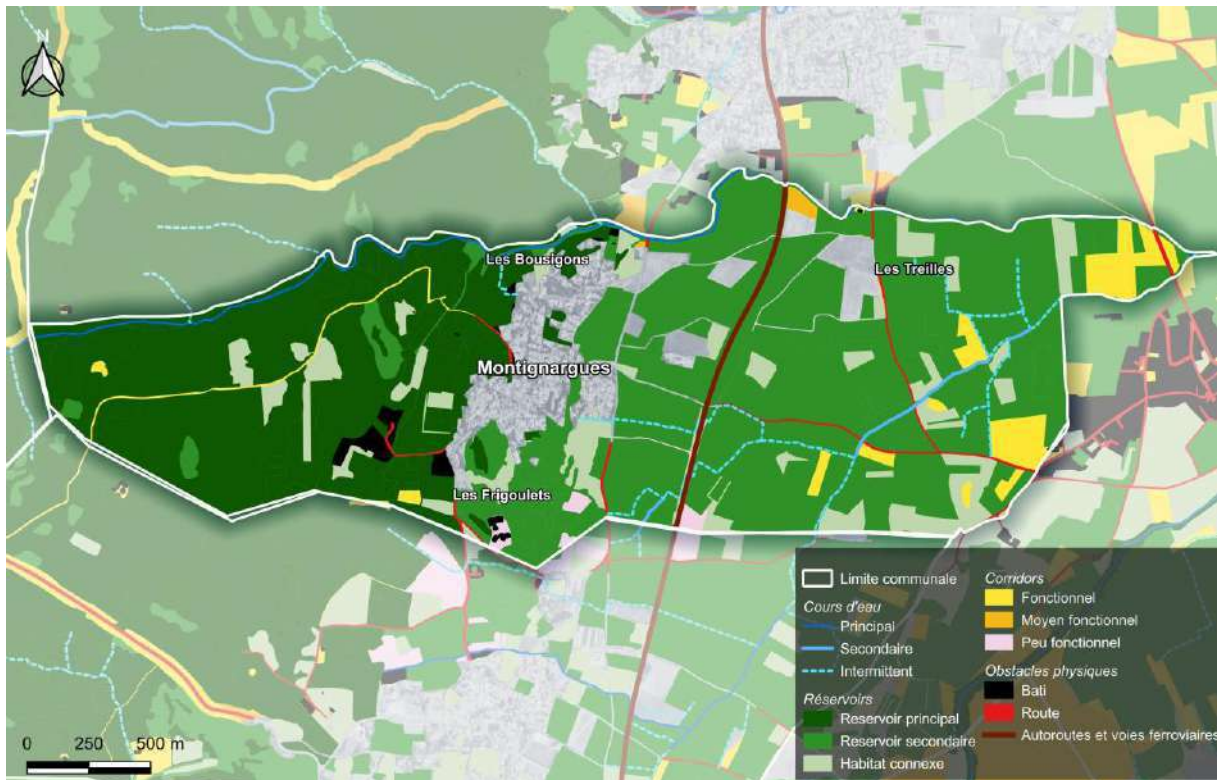 N
Les Bousigons
Les Treilles
Montignargues
Les Frigoulets
0 250 500 m
Limite communale
Cours d'eau
Principal
Secondaire
Intermittent
Réservoirs
Reservoir principal
Reservoir secondaire
Habitat connexe
Corridors
Fonctionnel
Moyen fonctionnel
Peu fonctionnel
Obstacles physiques
Bati
Route
Autoroutes et voies ferroviaires